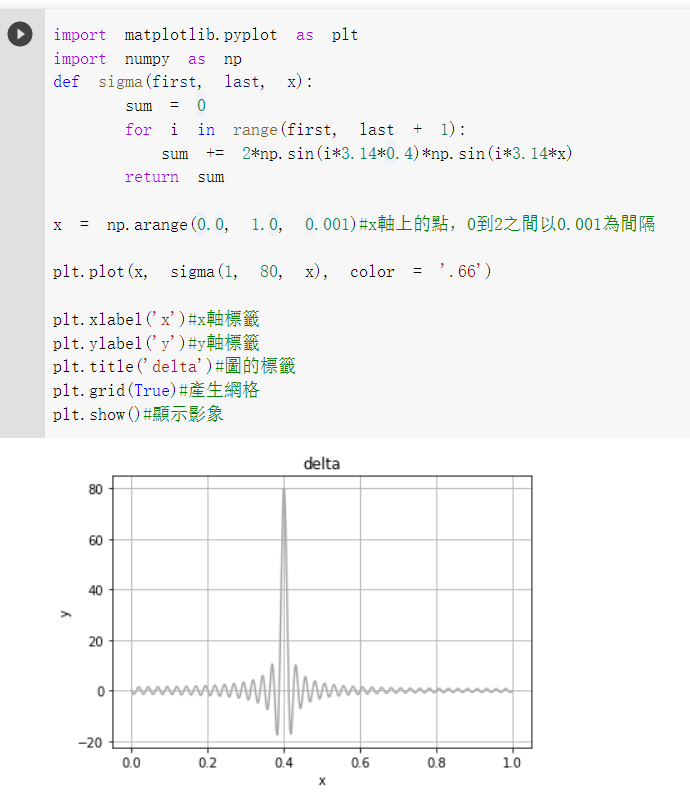 import matplotlib.pyplot as plt
import numpy as np
def sigma(first, last, x):
sum = 0
for i in range(first, last + 1):
sum += 2*np.sin(i*3.14*0.4)*np.sin(i*3.14*x)
return sum
x = np.arange(0.0, 1.0, 0.001)#x軸上的點，0到2之間以0.001為間隔
plt.plot(x, sigma(1, 80, x), color = '.66')
plt.xlabel('x')#x軸標籤
plt.ylabel('y')#y軸標籤
plt.title('delta')#圖的標籤
plt.grid(True)#產生網格
plt.show()#顯示影象
delta
80
60
40
20
0
−20
y
0.0 0.2 0.4 0.6 0.8 1.0
x